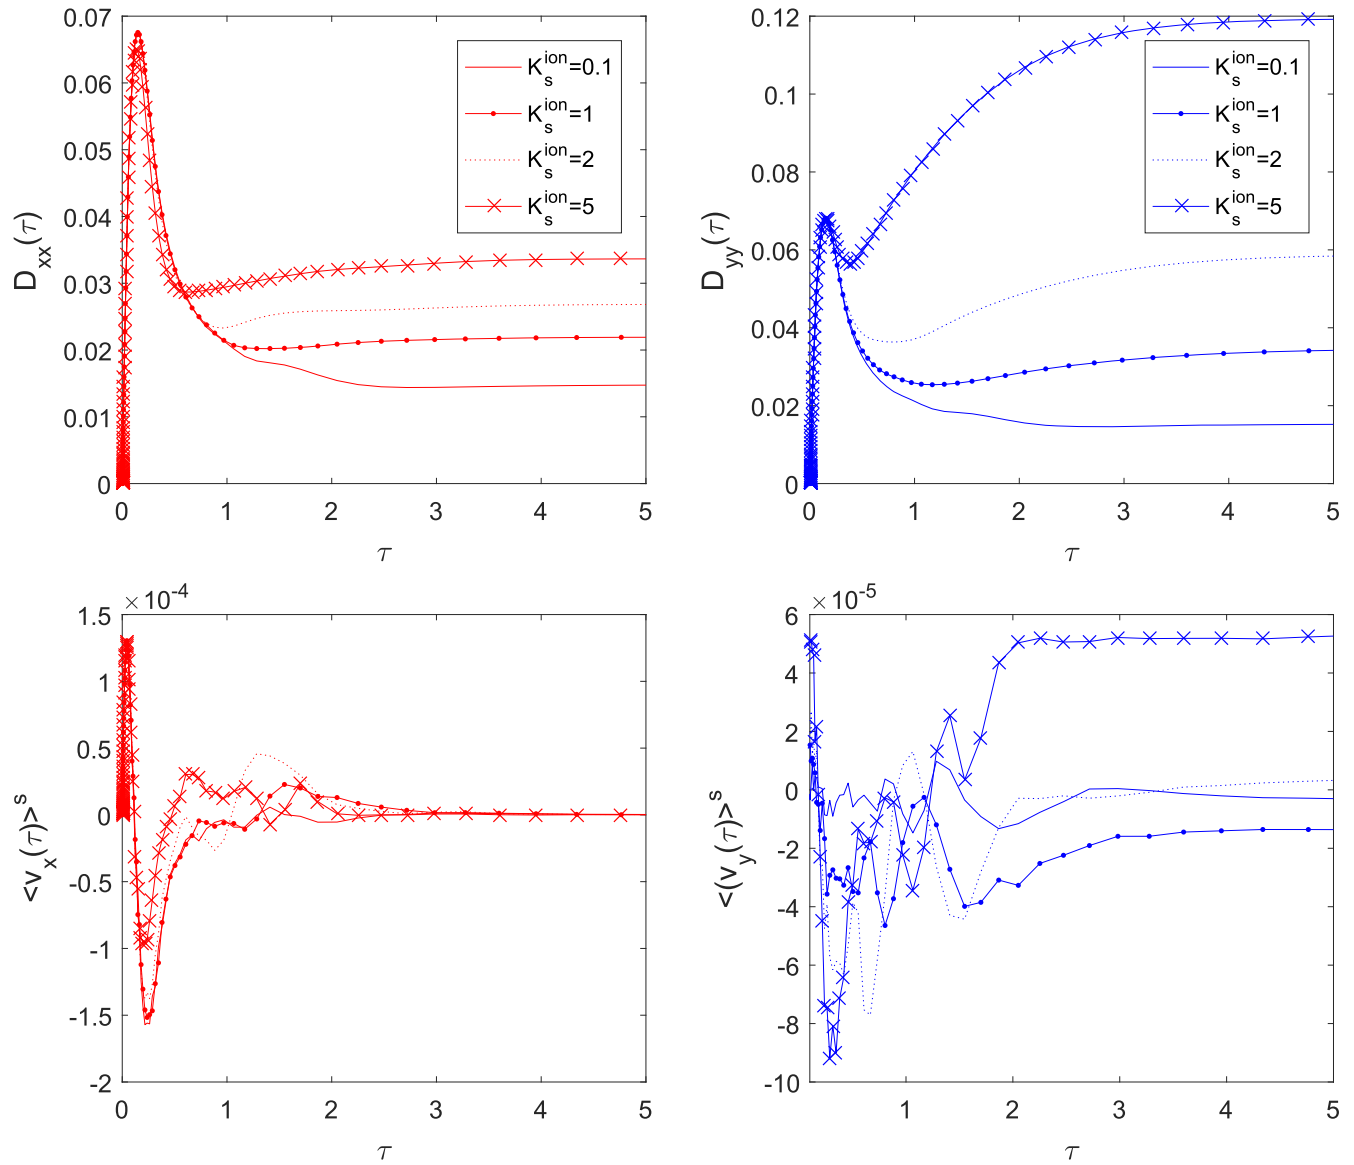 0.07
0.06
0.05
0.04
0.03
0.02
0.01
0
D_xx(τ)
K_s^ion=0.1
K_s^ion=1
K_s^ion=2
K_s^ion=5
0 1 2 3 4 5
τ
0.12
0.1
0.08
0.06
0.04
0.02
0
D_yy(τ)
K_s^ion=0.1
K_s^ion=1
K_s^ion=2
K_s^ion=5
0 1 2 3 4 5
τ
×10^-4
1.5
1
0.5
0
-0.5
-1
-1.5
-2
<v_x(τ)>^s
0 1 2 3 4 5
τ
×10^-5
6
4
2
0
-2
-4
-6
-8
-10
<(v_y(τ)>^s
1 2 3 4 5
τ